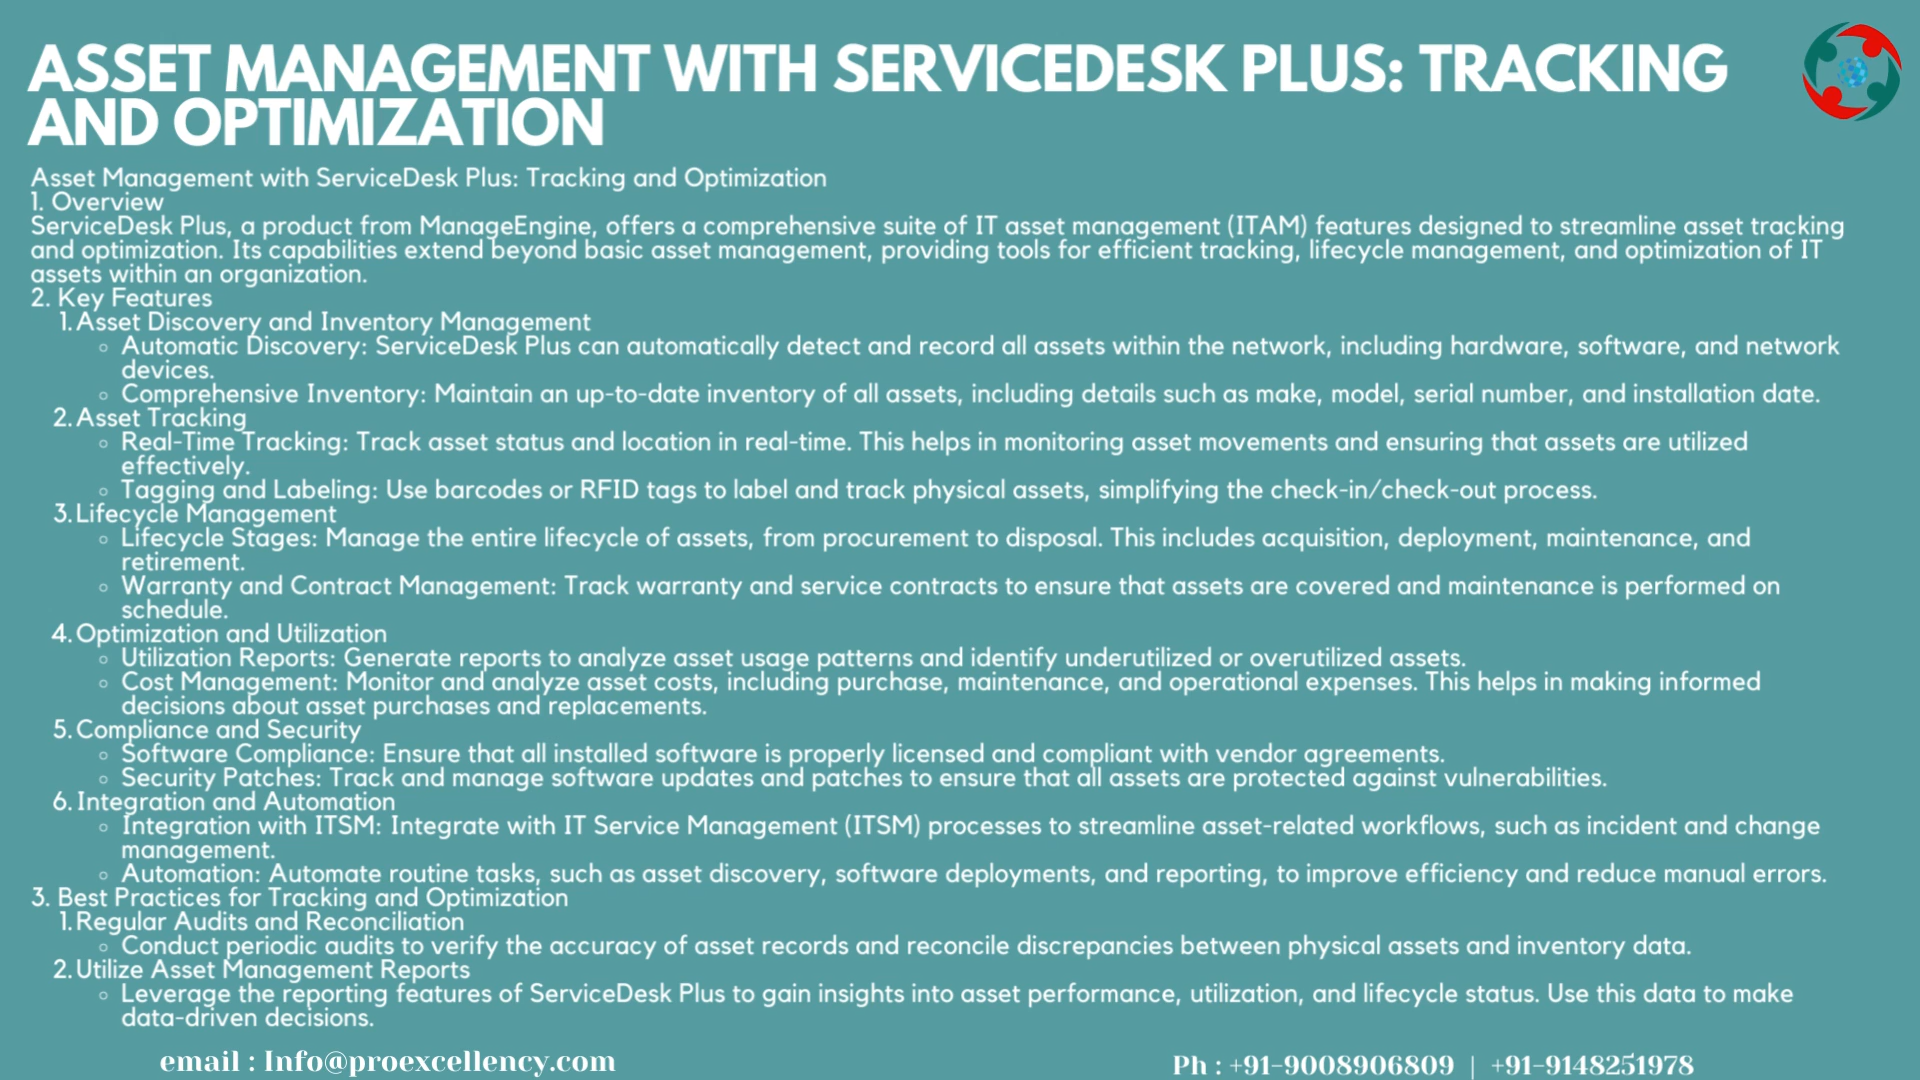 ASSET MANAGEMENT WITH SERVICEDESK PLUS: TRACKING
AND OPTIMIZATION
Asset Management with ServiceDesk Plus: Tracking and Optimization
1. Overview
ServiceDesk Plus, a product from ManageEngine, offers a comprehensive suite of IT asset management (ITAM) features designed to streamline asset tracking
and optimization. Its capabilities extend beyond basic asset management, providing tools for efficient tracking, lifecycle management, and optimization of IT
assets within an organization.
2. Key Features
1. Asset Discovery and Inventory Management
◦ Automatic Discovery: ServiceDesk Plus can automatically detect and record all assets within the network, including hardware, software, and network
devices.
◦ Comprehensive Inventory: Maintain an up-to-date inventory of all assets, including details such as make, model, serial number, and installation date.
2. Asset Tracking
◦ Real-Time Tracking: Track asset status and location in real-time. This helps in monitoring asset movements and ensuring that assets are utilized
effectively.
◦ Tagging and Labeling: Use barcodes or RFID tags to label and track physical assets, simplifying the check-in/check-out process.
3. Lifecycle Management
◦ Lifecycle Stages: Manage the entire lifecycle of assets, from procurement to disposal. This includes acquisition, deployment, maintenance, and
retirement.
◦ Warranty and Contract Management: Track warranty and service contracts to ensure that assets are covered and maintenance is performed on
schedule.
4. Optimization and Utilization
◦ Utilization Reports: Generate reports to analyze asset usage patterns and identify underutilized or overutilized assets.
◦ Cost Management: Monitor and analyze asset costs, including purchase, maintenance, and operational expenses. This helps in making informed
decisions about asset purchases and replacements.
5. Compliance and Security
◦ Software Compliance: Ensure that all installed software is properly licensed and compliant with vendor agreements.
◦ Security Patches: Track and manage software updates and patches to ensure that all assets are protected against vulnerabilities.
6. Integration and Automation
◦ Integration with ITSM: Integrate with IT Service Management (ITSM) processes to streamline asset-related workflows, such as incident and change
management.
◦ Automation: Automate routine tasks, such as asset discovery, software deployments, and reporting, to improve efficiency and reduce manual errors.
3. Best Practices for Tracking and Optimization
1. Regular Audits and Reconciliation
◦ Conduct periodic audits to verify the accuracy of asset records and reconcile discrepancies between physical assets and inventory data.
2. Utilize Asset Management Reports
◦ Leverage the reporting features of ServiceDesk Plus to gain insights into asset performance, utilization, and lifecycle status. Use this data to make
data-driven decisions.
email : Info@proexcellency.com
Ph : +91-9008906809 | +91-9148251978